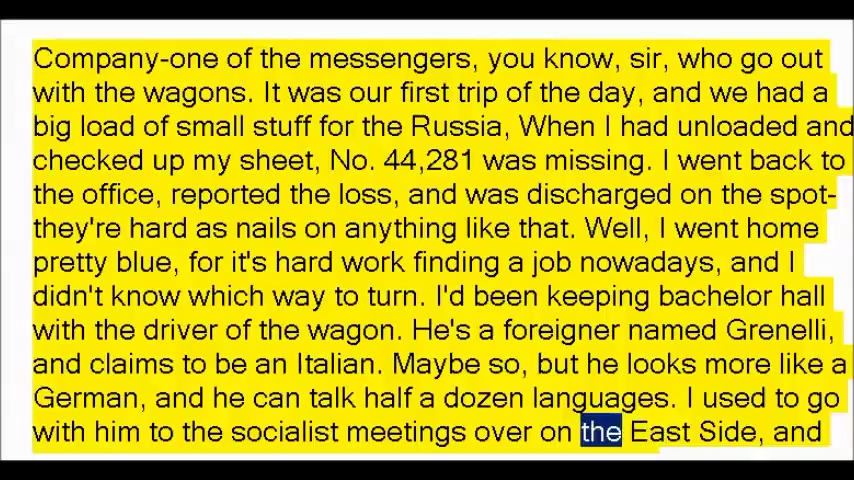 Company-one of the messengers, you know, sir, who go out
with the wagons. It was our first trip of the day, and we had a
big load of small stuff for the Russia, When I had unloaded and
checked up my sheet, No. 44,281 was missing. I went back to
the office, reported the loss, and was discharged on the spot-
they're hard as nails on anything like that. Well, I went home
pretty blue, for it's hard work finding a job nowadays, and I
didn't know which way to turn. I'd been keeping bachelor hall
with the driver of the wagon. He's a foreigner named Grenelli,
and claims to be an Italian. Maybe so, but he looks more like a
German, and he can talk half a dozen languages. I used to go
with him to the socialist meetings over on the East Side, and